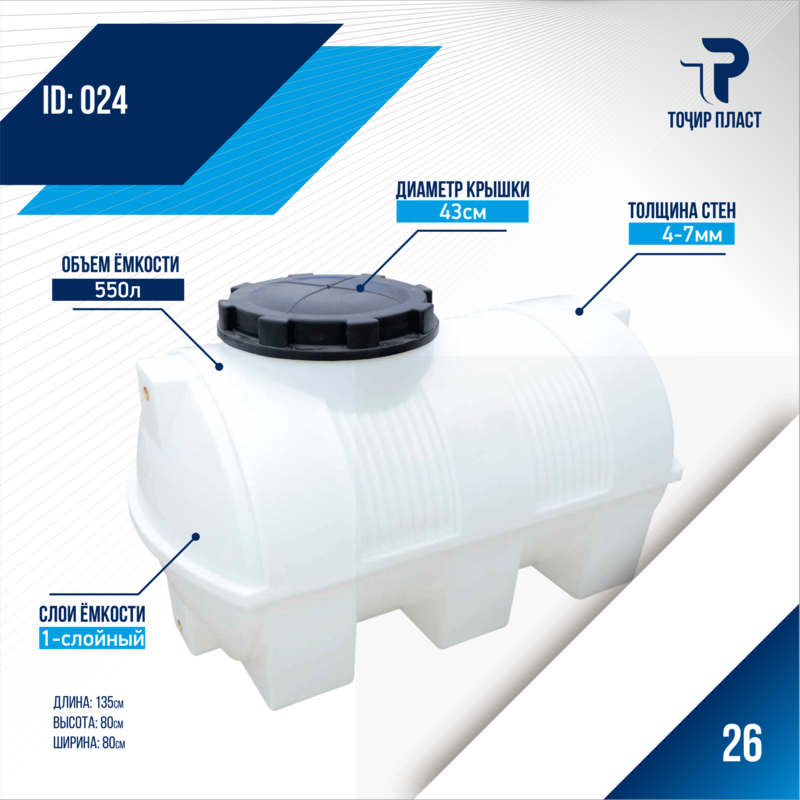 ID: 024
ТОҶИР ПЛАСТ
ДИАМЕТР КРЫШКИ
43см
ТОЛЩИНА СТЕН
4-7мм
ОБЪЕМ ЁМКОСТИ
550л
СЛОИ ЁМКОСТИ
1-слойный
ДЛИНА: 135см
ВЫСОТА: 80см
ШИРИНА: 80см
26